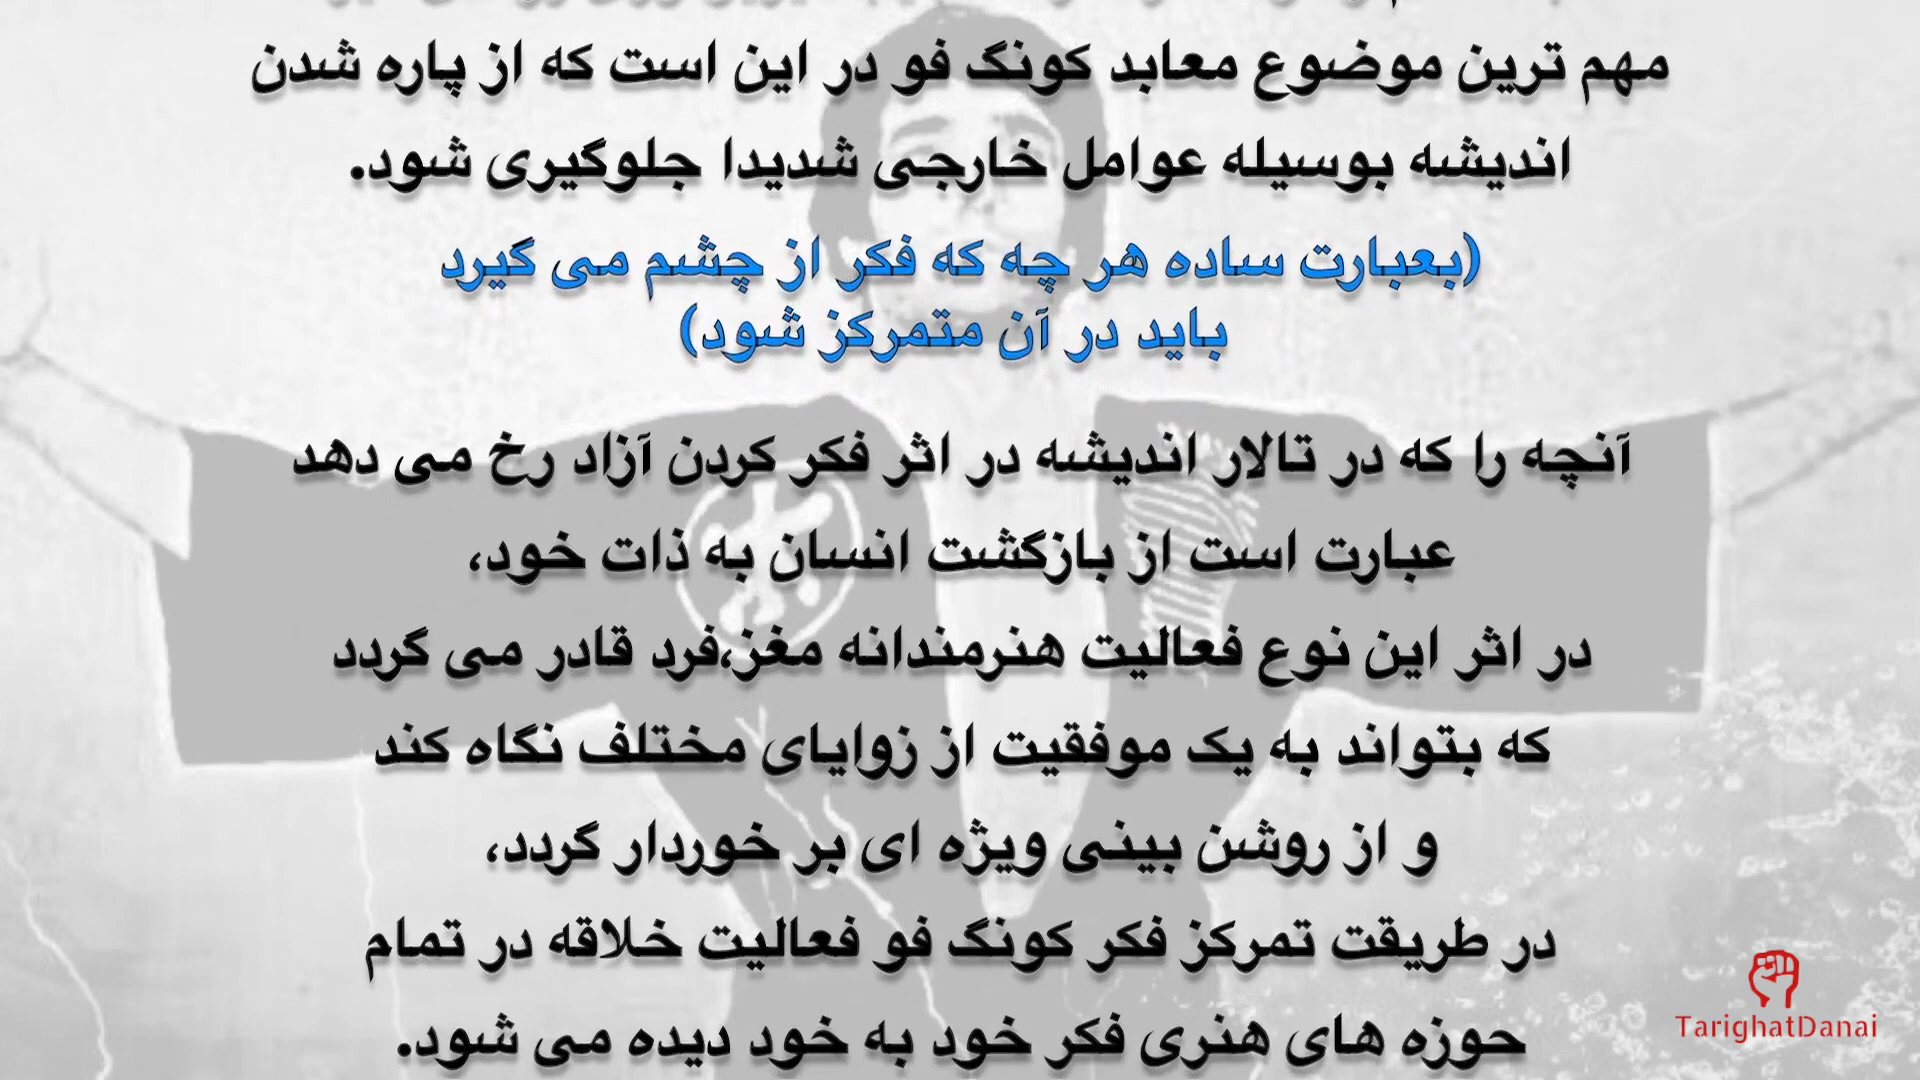 مهم ترین موضوع معابد کونگ فو در این است که از پاره شدن
اندیشه بوسیله عوامل خارجی شدیدا جلوگیری شود.
(بعبارت ساده هر چه که فکر از چشم می گیرد
باید در آن متمرکز شود)
آنچه را که در تالار اندیشه در اثر فکر کردن آزاد رخ می دهد
عبارت است از بازگشت انسان به ذات خود،
در اثر این نوع فعالیت هنرمندانه مغز،فرد قادر می گردد
که بتواند به یک موفقیت از زوایای مختلف نگاه کند
و از روشن بینی ویژه ای بر خوردار گردد،
در طریقت تمرکز فکر کونگ فو فعالیت خلاقه در تمام
حوزه های هنری فکر خود به خود دیده می شود.
TarighatDanai